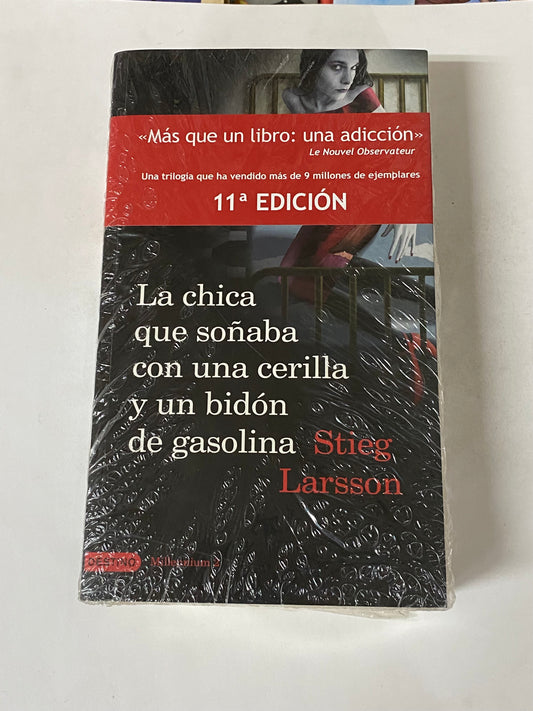 «Más que un libro: una adicción»
Le Nouvel Observateur
Una trilogía que ha vendido más de 9 millones de ejemplares
11ª EDICIÓN
La chica
que soñaba
con una cerilla
y un bidón
de gasolina Stieg
Larsson
DESTINO Millennium 2